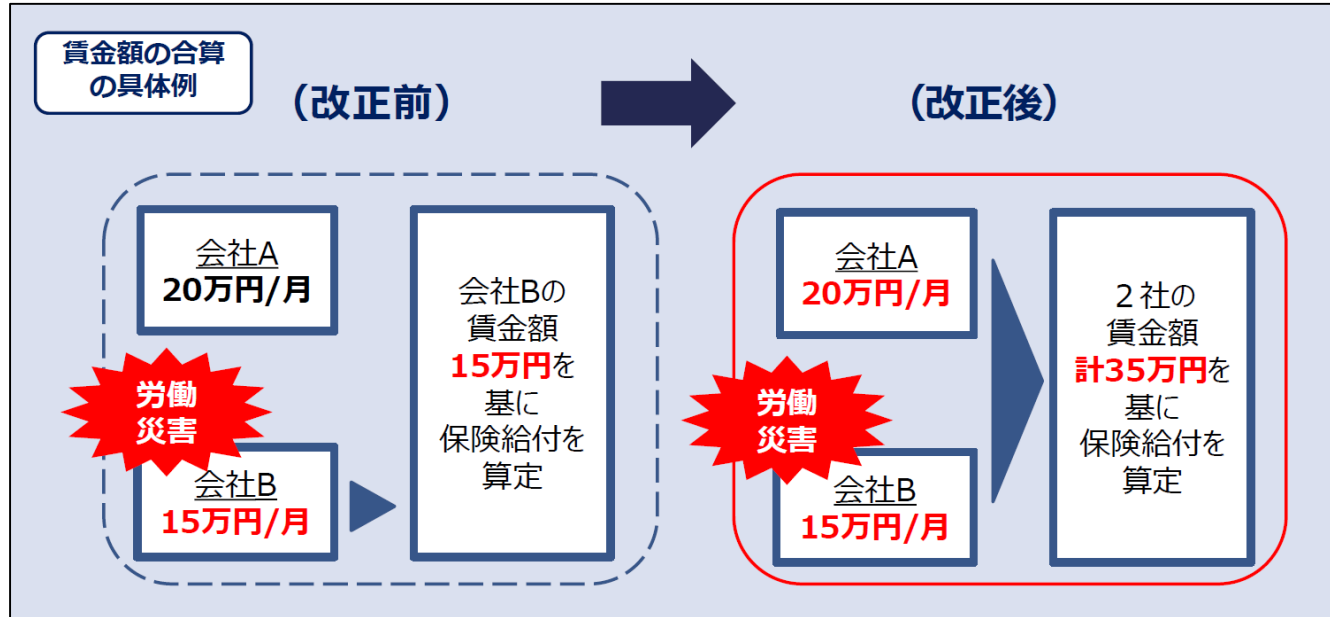 賃金額の合算
の具体例
（改正前）
（改正後）
会社A
20万円/月
労働
災害
会社B
15万円/月
会社Bの
賃金額
15万円を
基に
保険給付を
算定
会社A
20万円/月
労働
災害
会社B
15万円/月
２社の
賃金額
計35万円を
基に
保険給付を
算定